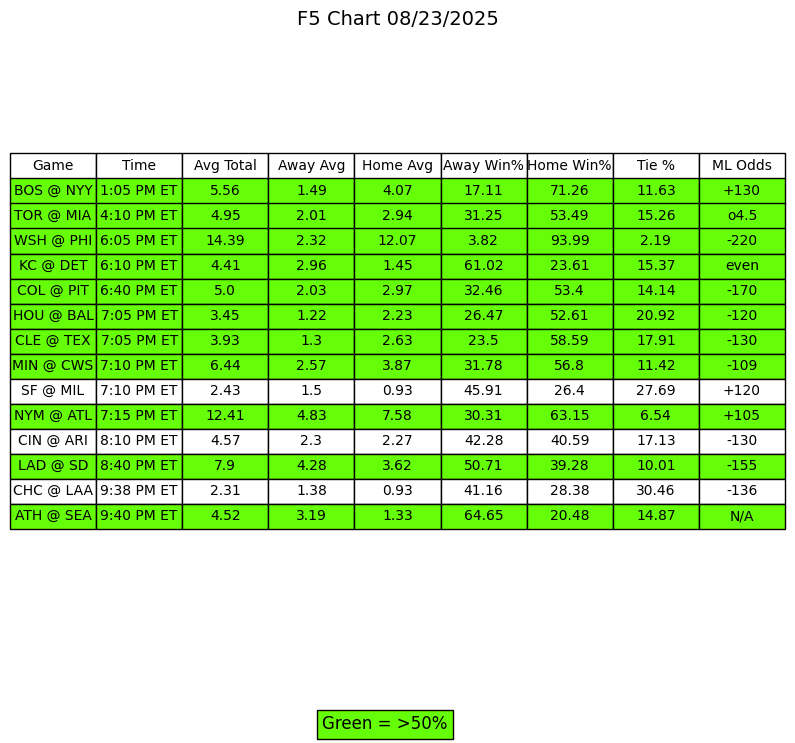 F5 Chart 08/23/2025
Game Time Avg Total Away Avg Home Avg Away Win% Home Win% Tie % ML Odds
BOS @ NYY 1:05 PM ET 5.56 1.49 4.07 17.11 71.26 11.63 +130
TOR @ MIA 4:10 PM ET 4.95 2.01 2.94 31.25 53.49 15.26 o4.5
WSH @ PHI 6:05 PM ET 14.39 2.32 12.07 3.82 93.99 2.19 -220
KC @ DET 6:10 PM ET 4.41 2.96 1.45 61.02 23.61 15.37 even
COL @ PIT 6:40 PM ET 5.0 2.03 2.97 32.46 53.4 14.14 -170
HOU @ BAL 7:05 PM ET 3.45 1.22 2.23 26.47 52.61 20.92 -120
CLE @ TEX 7:05 PM ET 3.93 1.3 2.63 23.5 58.59 17.91 -130
MIN @ CWS 7:10 PM ET 6.44 2.57 3.87 31.78 56.8 11.42 -109
SF @ MIL 7:10 PM ET 2.43 1.5 0.93 45.91 26.4 27.69 +120
NYM @ ATL 7:15 PM ET 12.41 4.83 7.58 30.31 63.15 6.54 +105
CIN @ ARI 8:10 PM ET 4.57 2.3 2.27 42.28 40.59 17.13 -130
LAD @ SD 8:40 PM ET 7.9 4.28 3.62 50.71 39.28 10.01 -155
CHC @ LAA 9:38 PM ET 2.31 1.38 0.93 41.16 28.38 30.46 -136
ATH @ SEA 9:40 PM ET 4.52 3.19 1.33 64.65 20.48 14.87 N/A
Green = >50%